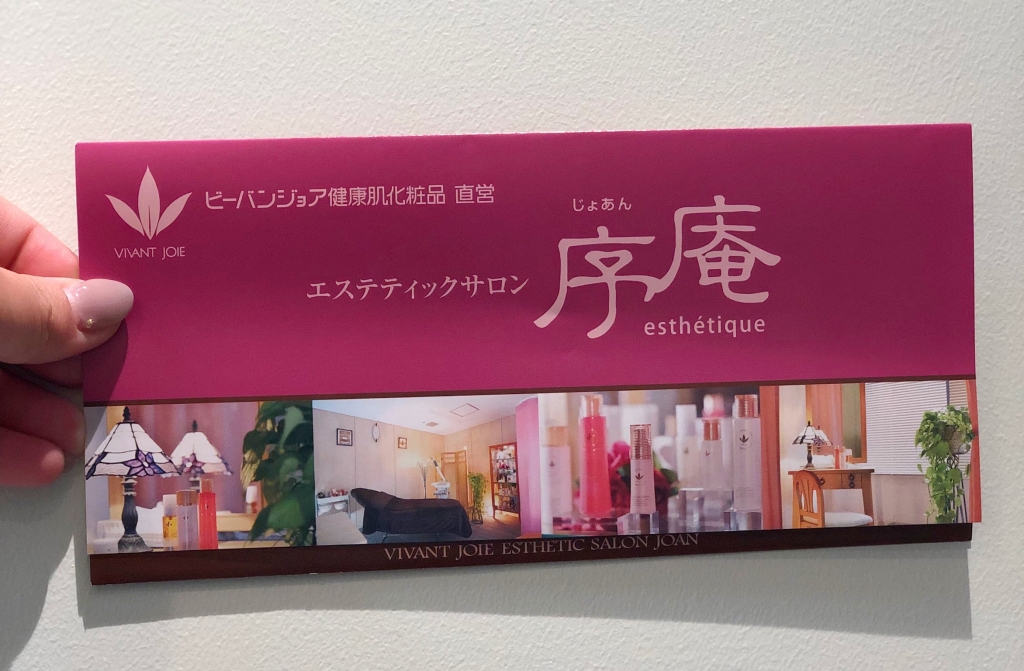 ビーバンジョア健康肌化粧品 直営
VIVANT JOIE
じょあん
エステティックサロン 序庵
esthétique
VIVANT JOIE ESTHETIC SALON JOAN